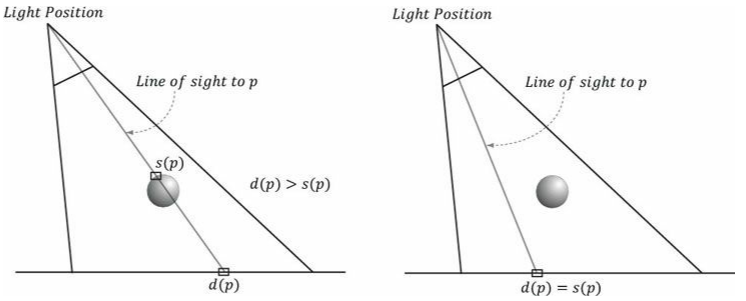 Light Position
Line of sight to p
s(p)
d(p) > s(p)
d(p)
Light Position
Line of sight to p
d(p) = s(p)